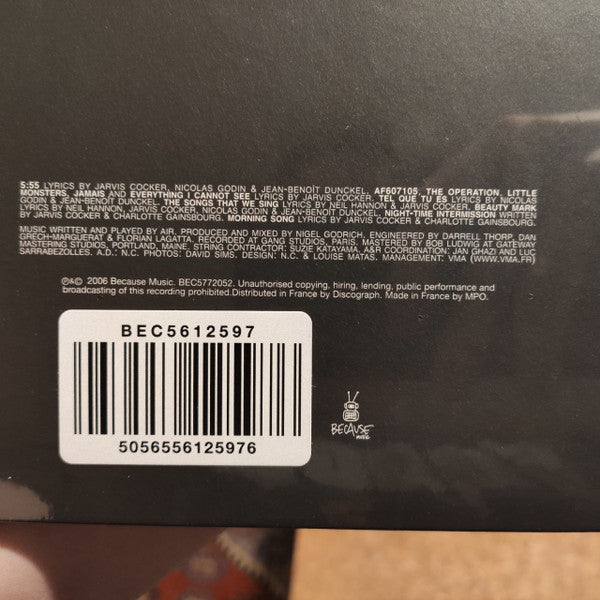 5:55 LYRICS BY JARVIS COCKER, NICOLAS GODIN & JEAN-BENOÎT DUNCKEL. AF607105, THE OPERATION, LITTLE
MONSTERS, JAMAIS AND EVERYTHING I CANNOT SEE LYRICS BY JARVIS COCKER. TEL QUE TU ES LYRICS BY NICOLAS
GODIN & JEAN-BENOÎT DUNCKEL. THE SONGS THAT WE SING LYRICS BY NEIL HANNON & JARVIS COCKER. BEAUTY MARK
LYRICS BY NEIL HANNON, JARVIS COCKER, NICOLAS GODIN & JEAN-BENOÎT DUNCKEL. NIGHT-TIME INTERMISSION WRITTEN
BY JARVIS COCKER & CHARLOTTE GAINSBOURG. MORNING SONG LYRICS BY JARVIS COCKER & CHARLOTTE GAINSBOURG.
MUSIC WRITTEN AND PLAYED BY AIR. PRODUCED AND MIXED BY NIGEL GODRICH. ENGINEERED BY DARRELL THORP, DAN
GRECH-MARGUERAT & FLORIAN LAGATTA. RECORDED AT GANG STUDIOS, PARIS. MASTERED BY BOB LUDWIG AT GATEWAY
MASTERING STUDIOS, PORTLAND, MAINE. STRING CONTRACTOR: SUZIE KATAYAMA. A&R COORDINATION: JAN GHAZI AND LUC
SARRABEZOLLES. A.D.: N.C. PHOTOS: DAVID SIMS. DESIGN: N.C. & LOUISE MATAS. MANAGEMENT: VMA (WWW.VMA.FR)
℗&© 2006 Because Music. BEC5772052. Unauthorised copying, hiring, lending, public performance and
broadcasting of this recording prohibited.Distributed in France by Discograph. Made in France by MPO.
BEC5612597
5056556125976
BECAUSE
MUSIC